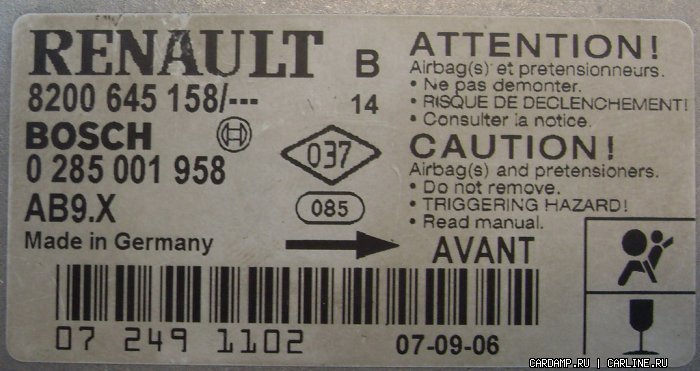 RENAULT B
8200 645 158/--- 14
BOSCH
0 285 001 958
AB9.X
Made in Germany
037
085
AVANT
ATTENTION!
Airbag(s) et pretensionneurs.
• Ne pas demonter.
• RISQUE DE DECLENCHEMENT!
• Consulter la notice.
CAUTION!
Airbag(s) and pretensioners.
• Do not remove.
• TRIGGERING HAZARD!
• Read manual.
07 249 1102
07-09-06
CARDAMP.RU | CARLINE.RU